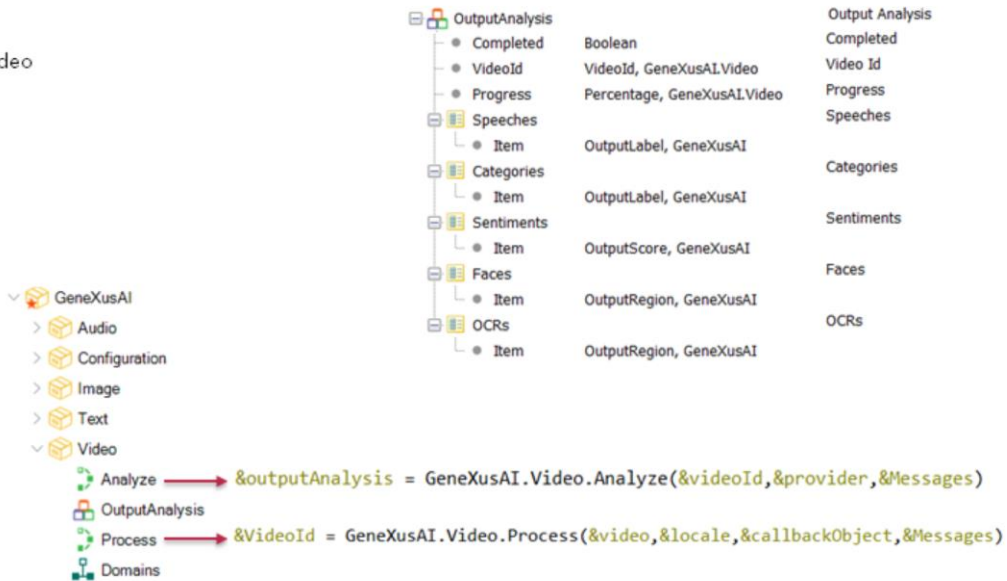 OutputAnalysis Output Analysis
Completed Boolean Completed
VideoId VideoId, GeneXusAI.Video Video Id
Progress Percentage, GeneXusAI.Video Progress
Speeches Speeches
Item OutputLabel, GeneXusAI
Categories Categories
Item OutputLabel, GeneXusAI
Sentiments Sentiments
Item OutputScore, GeneXusAI
Faces Faces
Item OutputRegion, GeneXusAI
OCRs OCRs
Item OutputRegion, GeneXusAI
GeneXusAI
Audio
Configuration
Image
Text
Video
Analyze &outputAnalysis = GeneXusAI.Video.Analyze(&videoId,&provider,&Messages)
OutputAnalysis
Process &VideoId = GeneXusAI.Video.Process(&video,&locale,&callbackObject,&Messages)
Domains